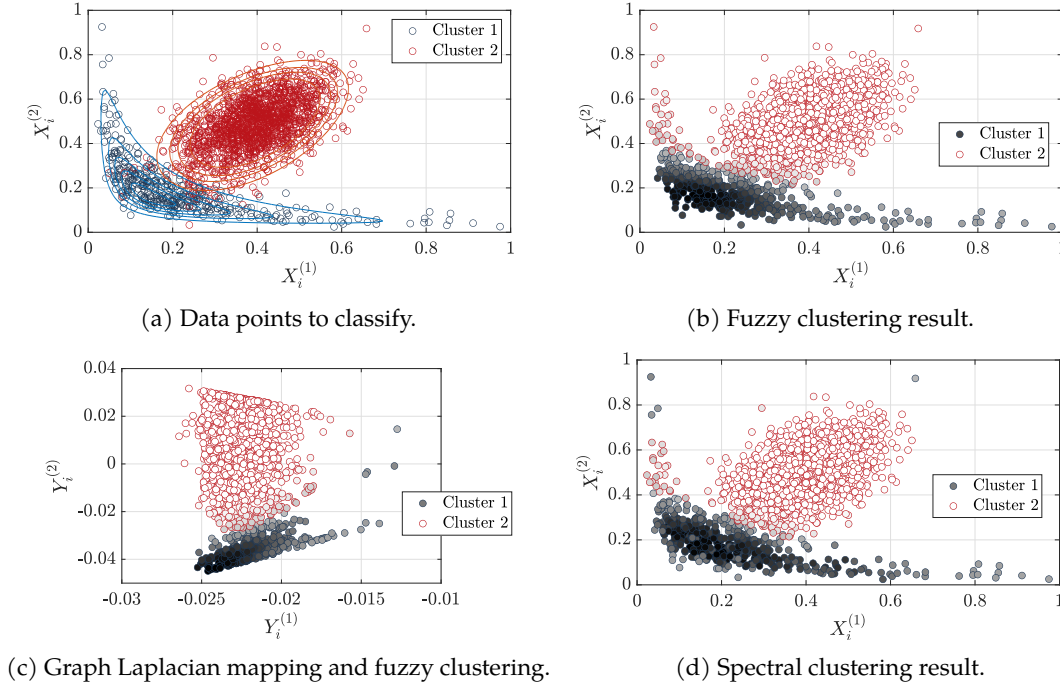 1
0.8
0.6
0.4
0.2
0
0
0.2
0.4
0.6
0.8
1
X_i^{(2)}
X_i^{(1)}
Cluster 1
Cluster 2
(a) Data points to classify.
1
0.8
0.6
0.4
0.2
0
0
0.2
0.4
0.6
0.8
1
X_i^{(2)}
X_i^{(1)}
Cluster 1
Cluster 2
(b) Fuzzy clustering result.
0.04
0.02
0
-0.02
-0.04
-0.03
-0.025
-0.02
-0.015
-0.01
Y_i^{(2)}
Y_i^{(1)}
Cluster 1
Cluster 2
(c) Graph Laplacian mapping and fuzzy clustering.
1
0.8
0.6
0.4
0.2
0
0
0.2
0.4
0.6
0.8
1
X_i^{(2)}
X_i^{(1)}
Cluster 1
Cluster 2
(d) Spectral clustering result.